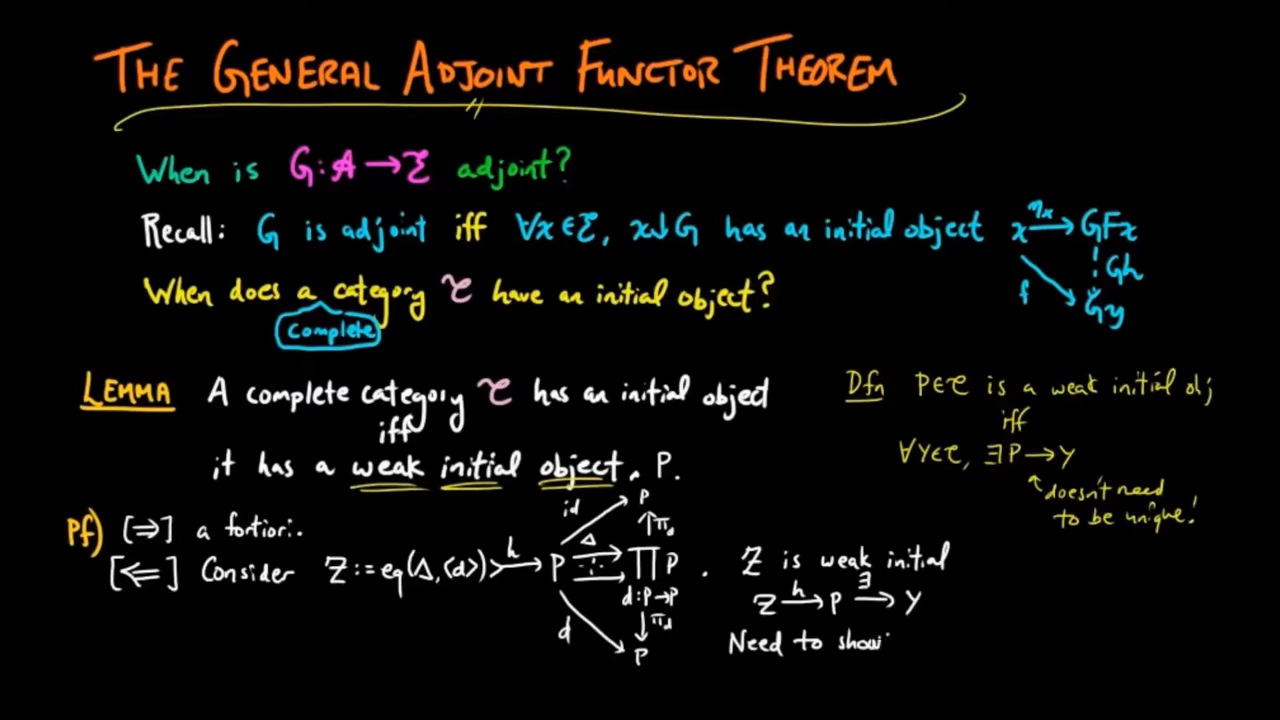 THE GENERAL ADJOINT FUNCTOR THEOREM
When is G: A → X adjoint?
Recall: G is adjoint iff ∀x∈X, x↓G has an initial object
x →ηx GFx
f
Gh
Gy
When does a category C have an initial object?
complete
LEMMA A complete category C has an initial object
iff
it has a weak initial object, P.
Dfn P∈C is a weak initial obj
iff
∀Y∈C, ∃P→Y
doesn't need
to be unique!
Pf) [⇒] a fortiori.
[⇐] Consider Z := eq(Δ,⟨d⟩) ↣h P ⇉ ∏P .
id P
Δ
πd
d:P→P
πd
d P
Z is weak initial
Z →h P →∃ Y
Need to show